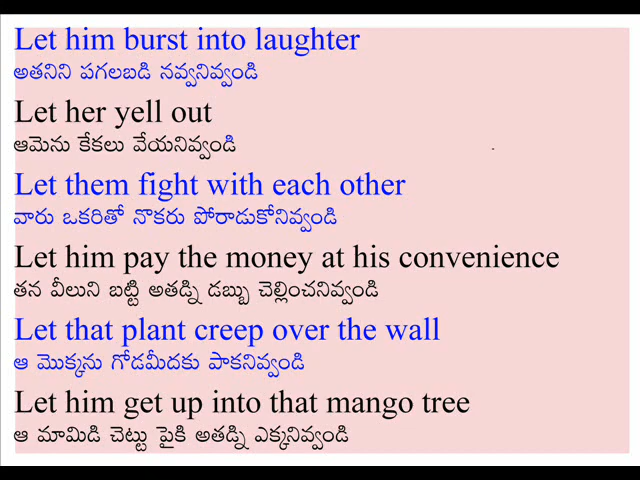 Let him burst into laughter
అతనిని పగలబడి నవ్వనివ్వండి
Let her yell out
ఆమెను కేకలు వేయనివ్వండి
Let them fight with each other
వారు ఒకరితో నొకరు పోరాడుకోనివ్వండి
Let him pay the money at his convenience
తన వీలుని బట్టి అతడ్ని డబ్బు చెల్లించనివ్వండి
Let that plant creep over the wall
ఆ మొక్కను గోడమీదకు పాకనివ్వండి
Let him get up into that mango tree
ఆ మామిడి చెట్టు పైకి అతడ్ని ఎక్కనివ్వండి